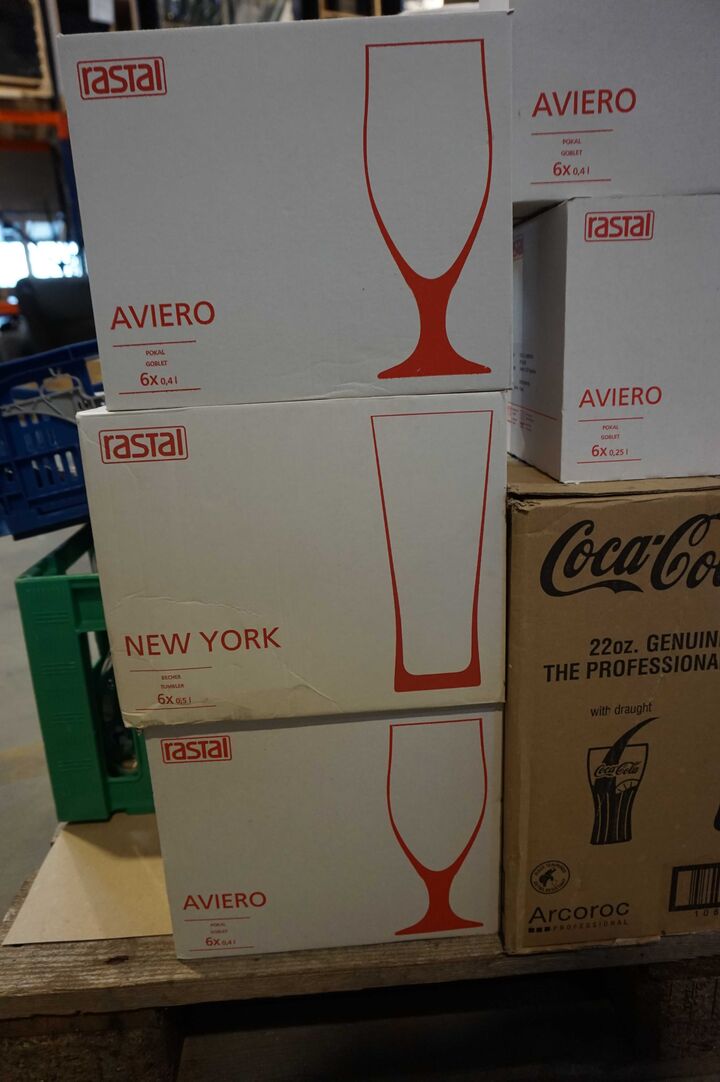 rastal
AVIERO
POKAL
GOBLET
6x 0,4 l
rastal
NEW YORK
BECHER
TUMBLER
6x 0,5 l
rastal
AVIERO
POKAL
GOBLET
6x 0,4 l
AVIERO
POKAL
GOBLET
6x 0,4 l
rastal
AVIERO
POKAL
GOBLET
6x 0,25 l
Coca-Co
22oz. GENUIN
THE PROFESSIONA
with draught
Coca-Cola
Arcoroc
PROFESSIONAL